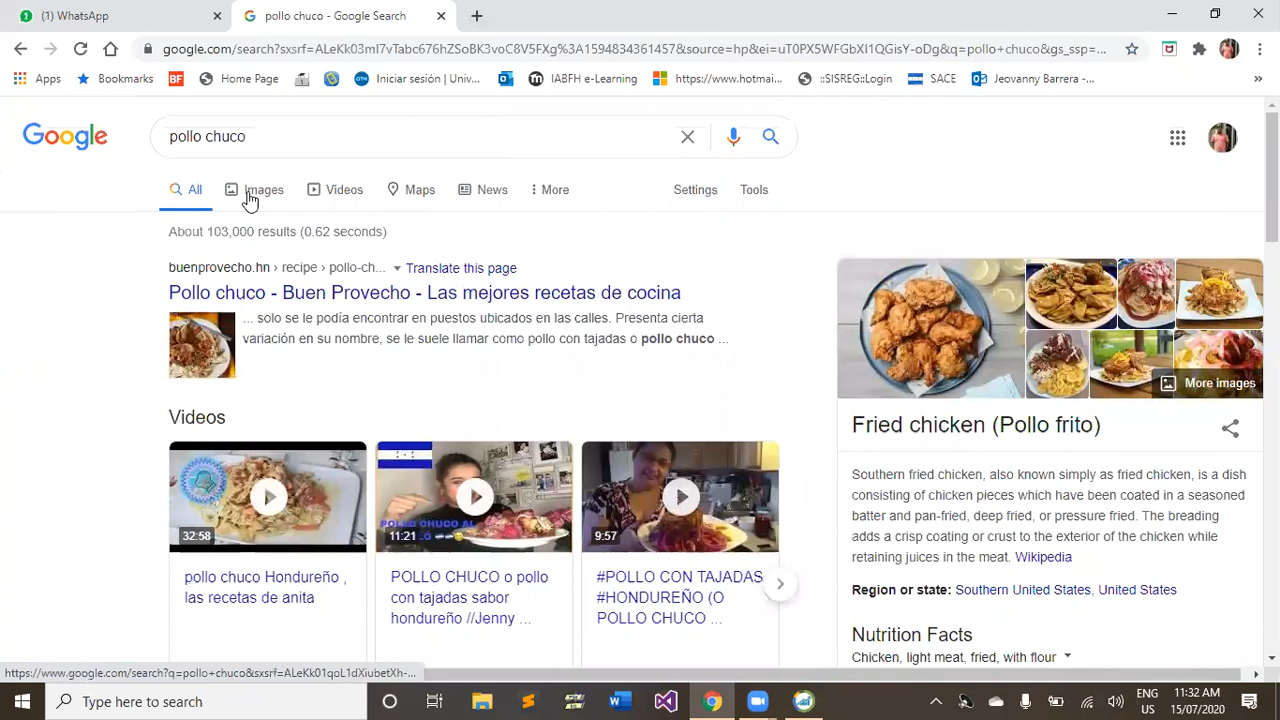 (1) WhatsApp
pollo chuco - Google Search
google.com/search?sxsrf=ALeKk03mI7vTabc676hZSDtK3voC8V5FXg%3A1594834361457&source=hp&ei=uT0PX5WFGbXI1QGisY-oDg&q=pollo+chuco&gs_ssp=...
Apps
Bookmarks
BF
Home Page
Iniciar sesión | Univ...
IABFH e-Learning
https://www.hotmai...
::SISREG::Login
SACE
Jeovanny Barrera -...
Google
pollo chuco
All
Images
Videos
Maps
News
More
Settings
Tools
About 103,000 results (0.62 seconds)
buenprovecho.hn › recipe › pollo-ch... Translate this page
Pollo chuco - Buen Provecho - Las mejores recetas de cocina
... solo se le podía encontrar en puestos ubicados en las calles. Presenta cierta
variación en su nombre, se le suele llamar como pollo con tajadas o pollo chuco ...
Videos
32:58
11:21
9:57
pollo chuco Hondureño ,
las recetas de anita
POLLO CHUCO o pollo
con tajadas sabor
hondureño //Jenny ...
#POLLO CON TAJADAS
#HONDUREÑO (O
POLLO CHUCO ...
More images
Fried chicken (Pollo frito)
Southern fried chicken, also known simply as fried chicken, is a dish
consisting of chicken pieces which have been coated in a seasoned
batter and pan-fried, deep fried, or pressure fried. The breading
adds a crisp coating or crust to the exterior of the chicken while
retaining juices in the meat. Wikipedia
Region or state: Southern United States, United States
Nutrition Facts
Chicken, light meat, fried, with flour
https://www.google.com/search?q=pollo+chuco&sxsrf=ALeKk01qoL1dXiubetXh-...
Type here to search
ENG
US
11:32 AM
15/07/2020